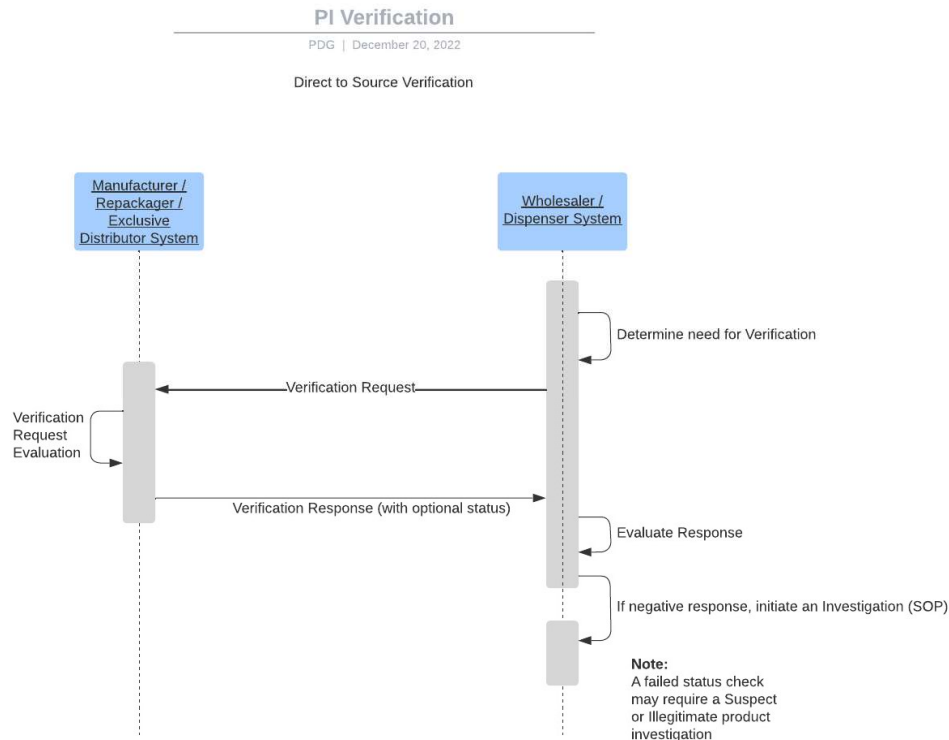 PI Verification
PDG | December 20, 2022
Direct to Source Verification
Manufacturer /
Repackager /
Exclusive
Distributor System
Wholesaler /
Dispenser System
Determine need for Verification
Verification Request
Verification
Request
Evaluation
Verification Response (with optional status)
Evaluate Response
If negative response, initiate an Investigation (SOP)
Note:
A failed status check
may require a Suspect
or Illegitimate product
investigation